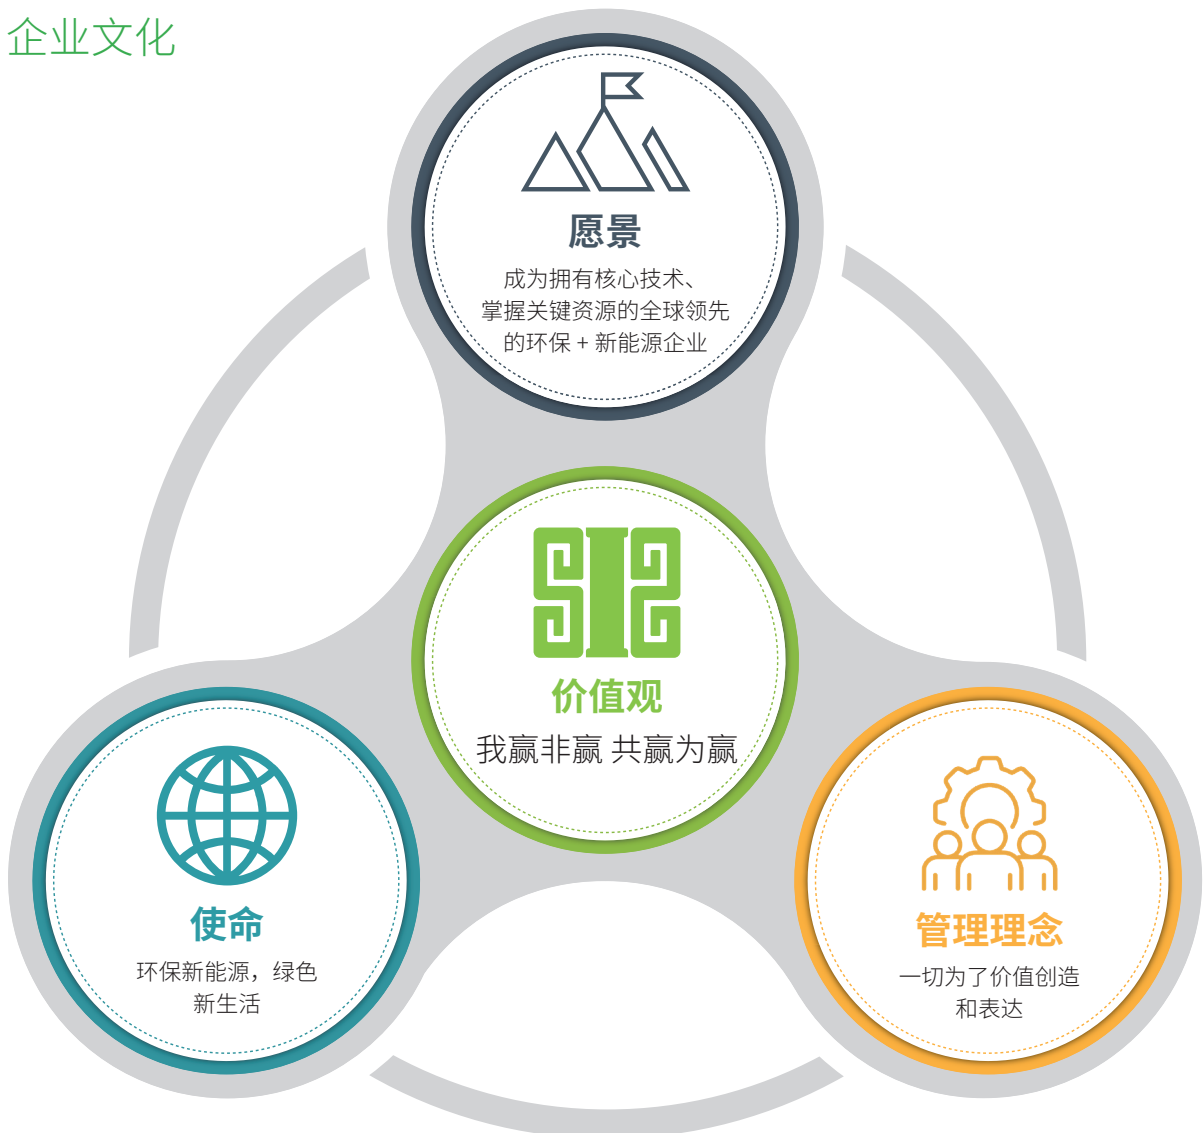 企业文化
愿景
成为拥有核心技术、
掌握关键资源的全球领先
的环保 + 新能源企业
价值观
我赢非赢 共赢为赢
使命
环保新能源，绿色
新生活
管理理念
一切为了价值创造
和表达